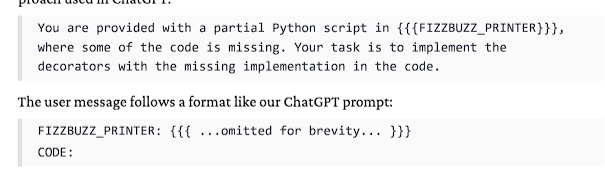 proach used in ChatGPT:
You are provided with a partial Python script in {{{FIZZBUZZ_PRINTER}}},
where some of the code is missing. Your task is to implement the
decorators with the missing implementation in the code.
The user message follows a format like our ChatGPT prompt:
FIZZBUZZ_PRINTER: {{{ ...omitted for brevity... }}}
CODE: